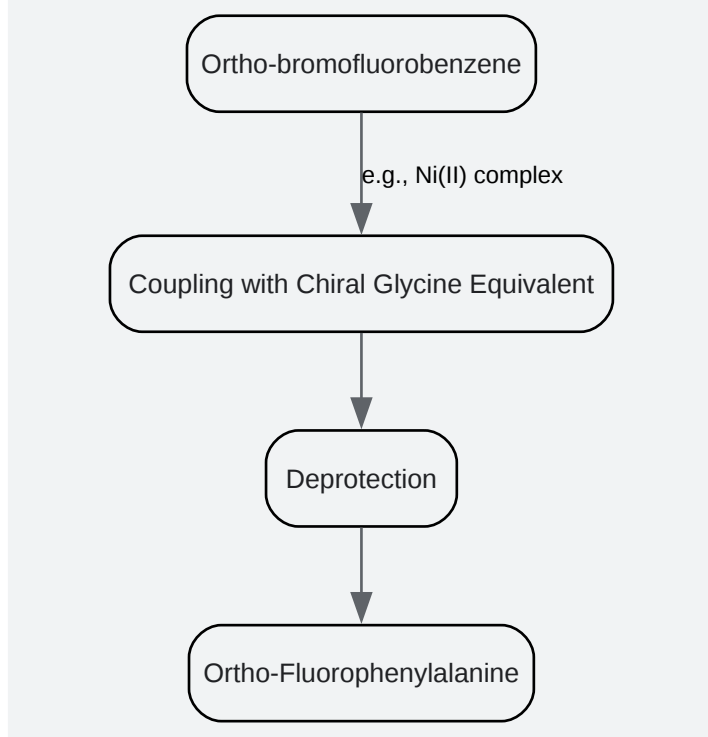 Ortho-bromofluorobenzene
e.g., Ni(II) complex
Coupling with Chiral Glycine Equivalent
Deprotection
Ortho-Fluorophenylalanine